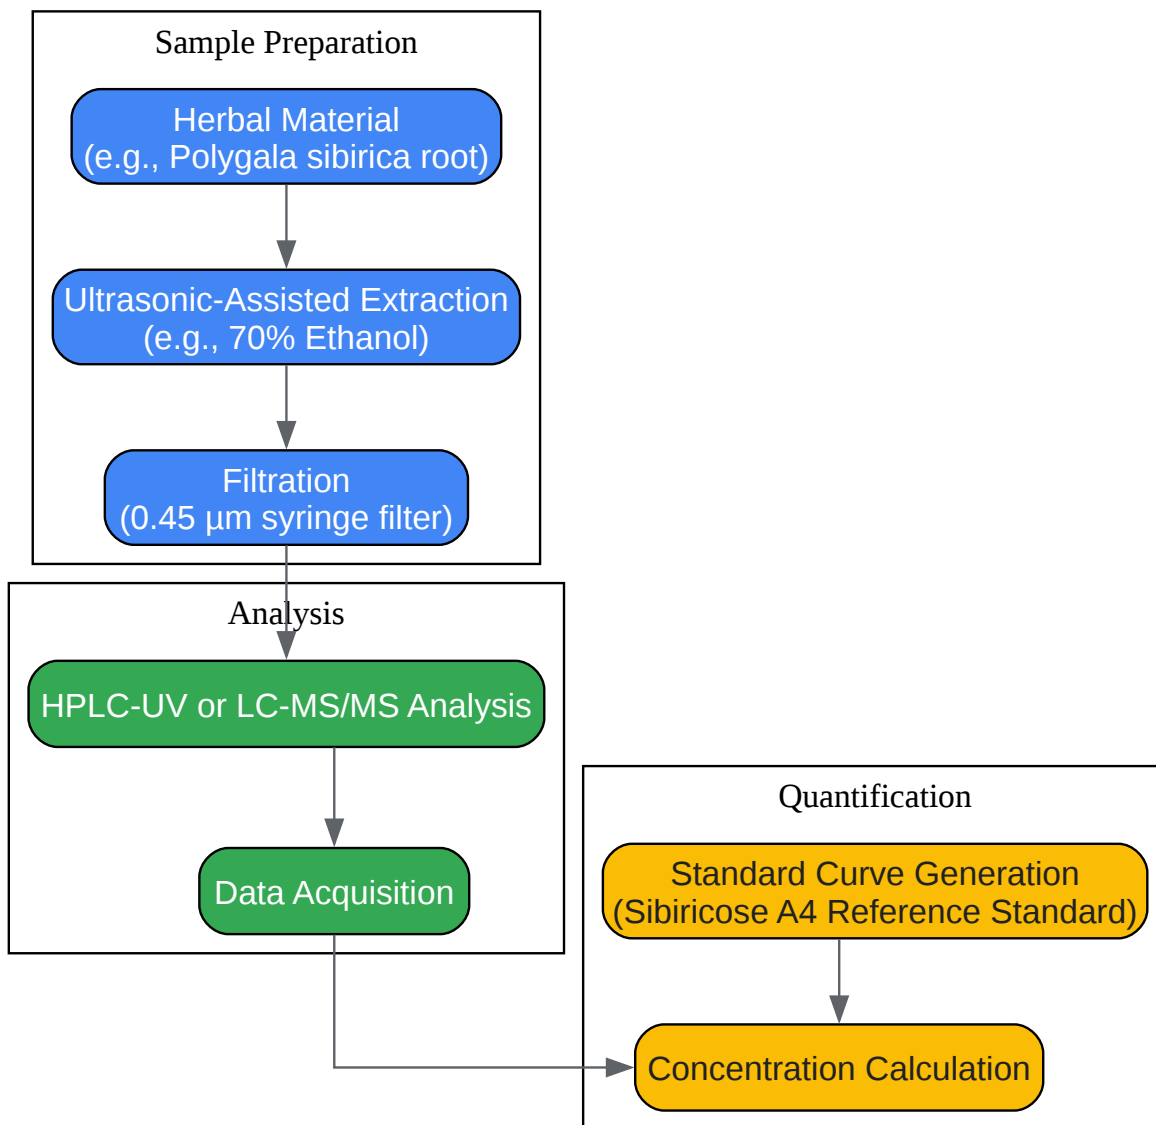 Sample Preparation
Herbal Material
(e.g., Polygala sibirica root)
Ultrasonic-Assisted Extraction
(e.g., 70% Ethanol)
Filtration
(0.45 µm syringe filter)
Analysis
HPLC-UV or LC-MS/MS Analysis
Data Acquisition
Quantification
Standard Curve Generation
(Sibiricose A4 Reference Standard)
Concentration Calculation